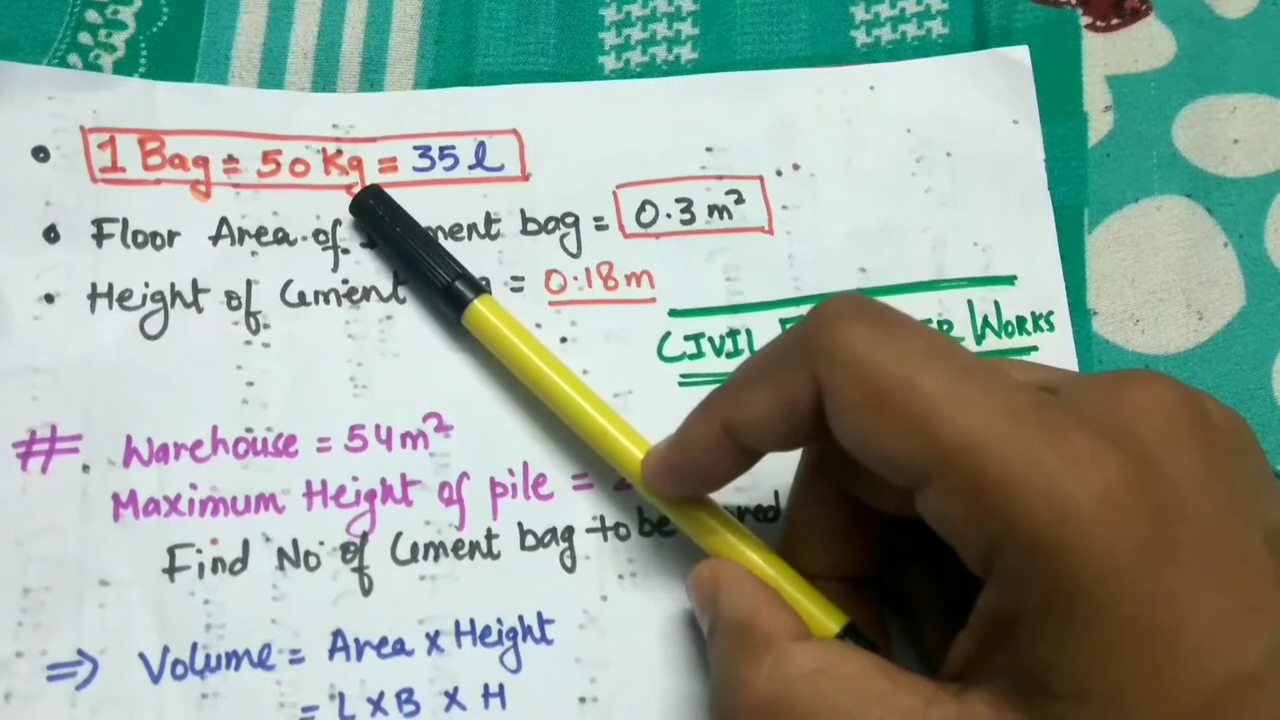 1 Bag = 50 Kg = 35 l
Floor Area of cement bag = 0.3 m²
Height of Cement = 0.18m
CIVIL WORKS
# Warehouse = 54m²
Maximum Height of pile =
Find No of Cement bag to be
⇒ Volume = Area x Height
= L x B x H